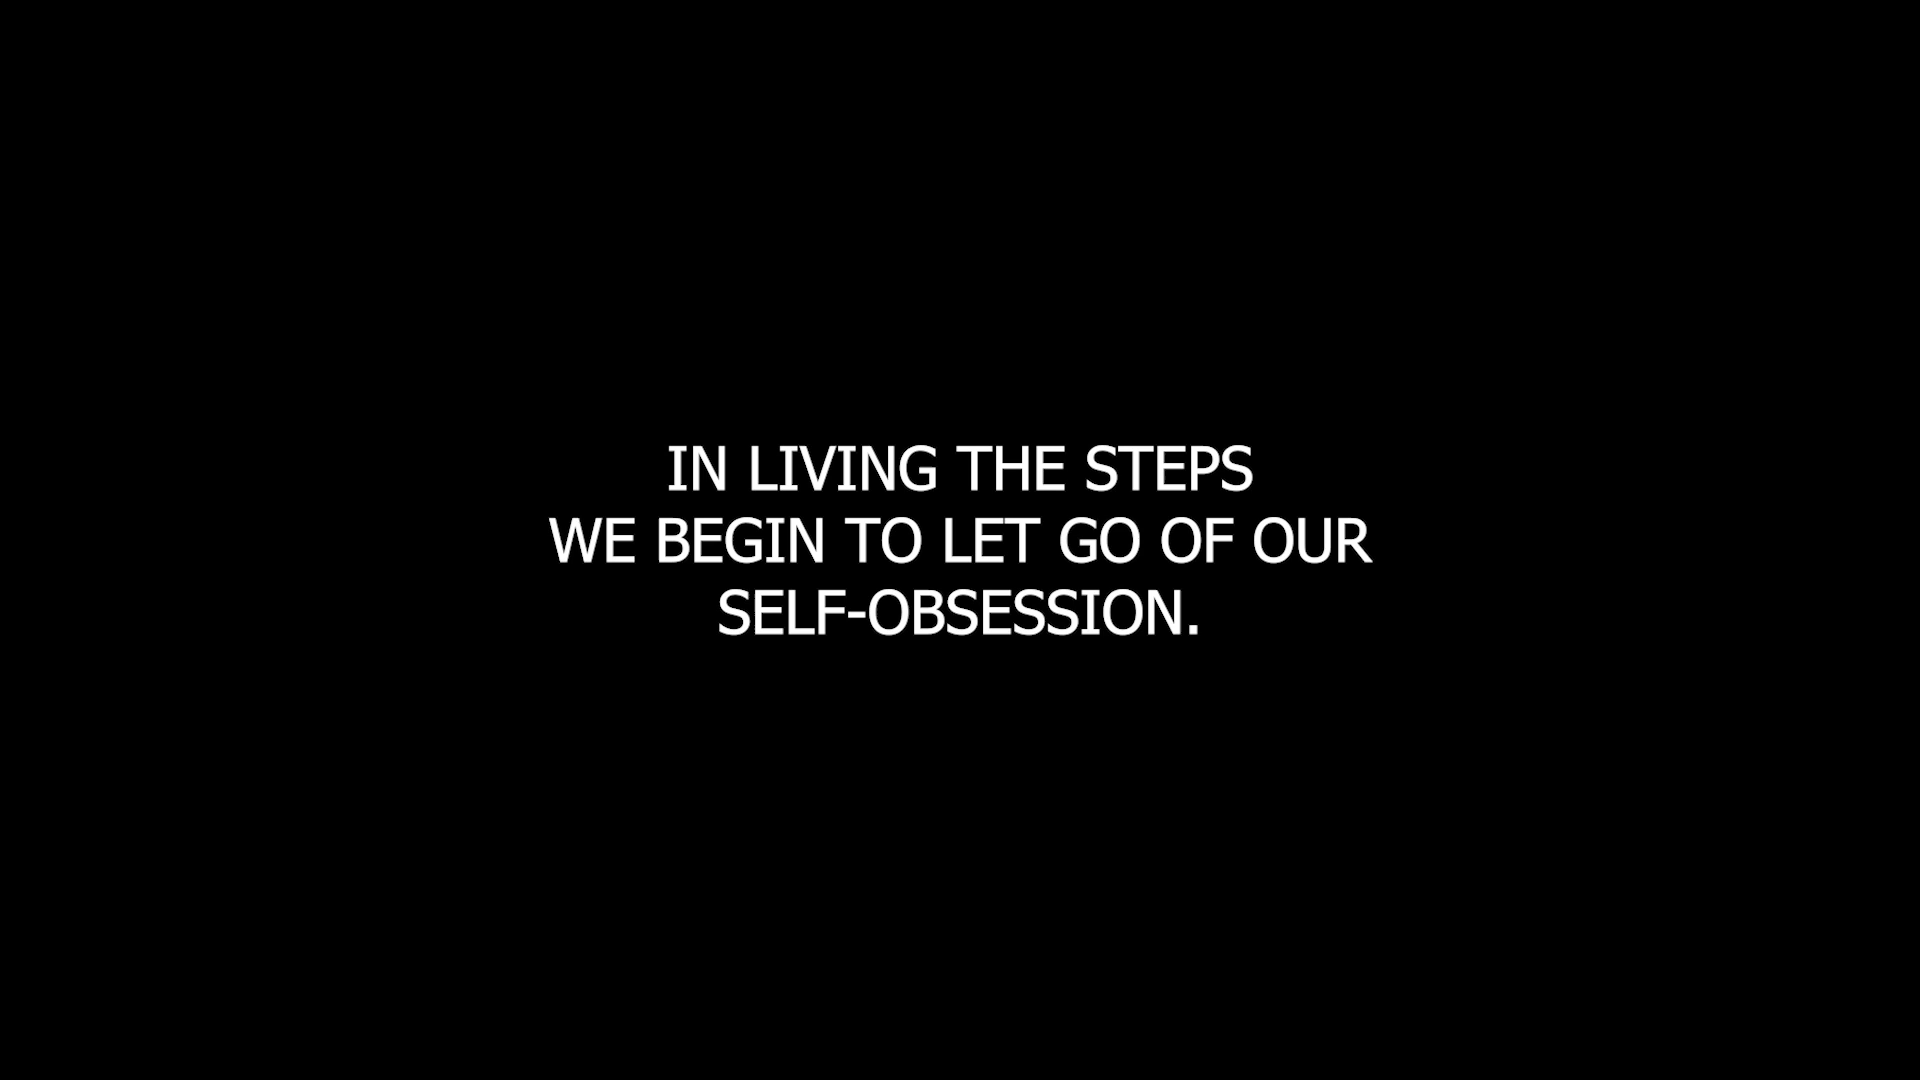 IN LIVING THE STEPS
WE BEGIN TO LET GO OF OUR
SELF-OBSESSION.